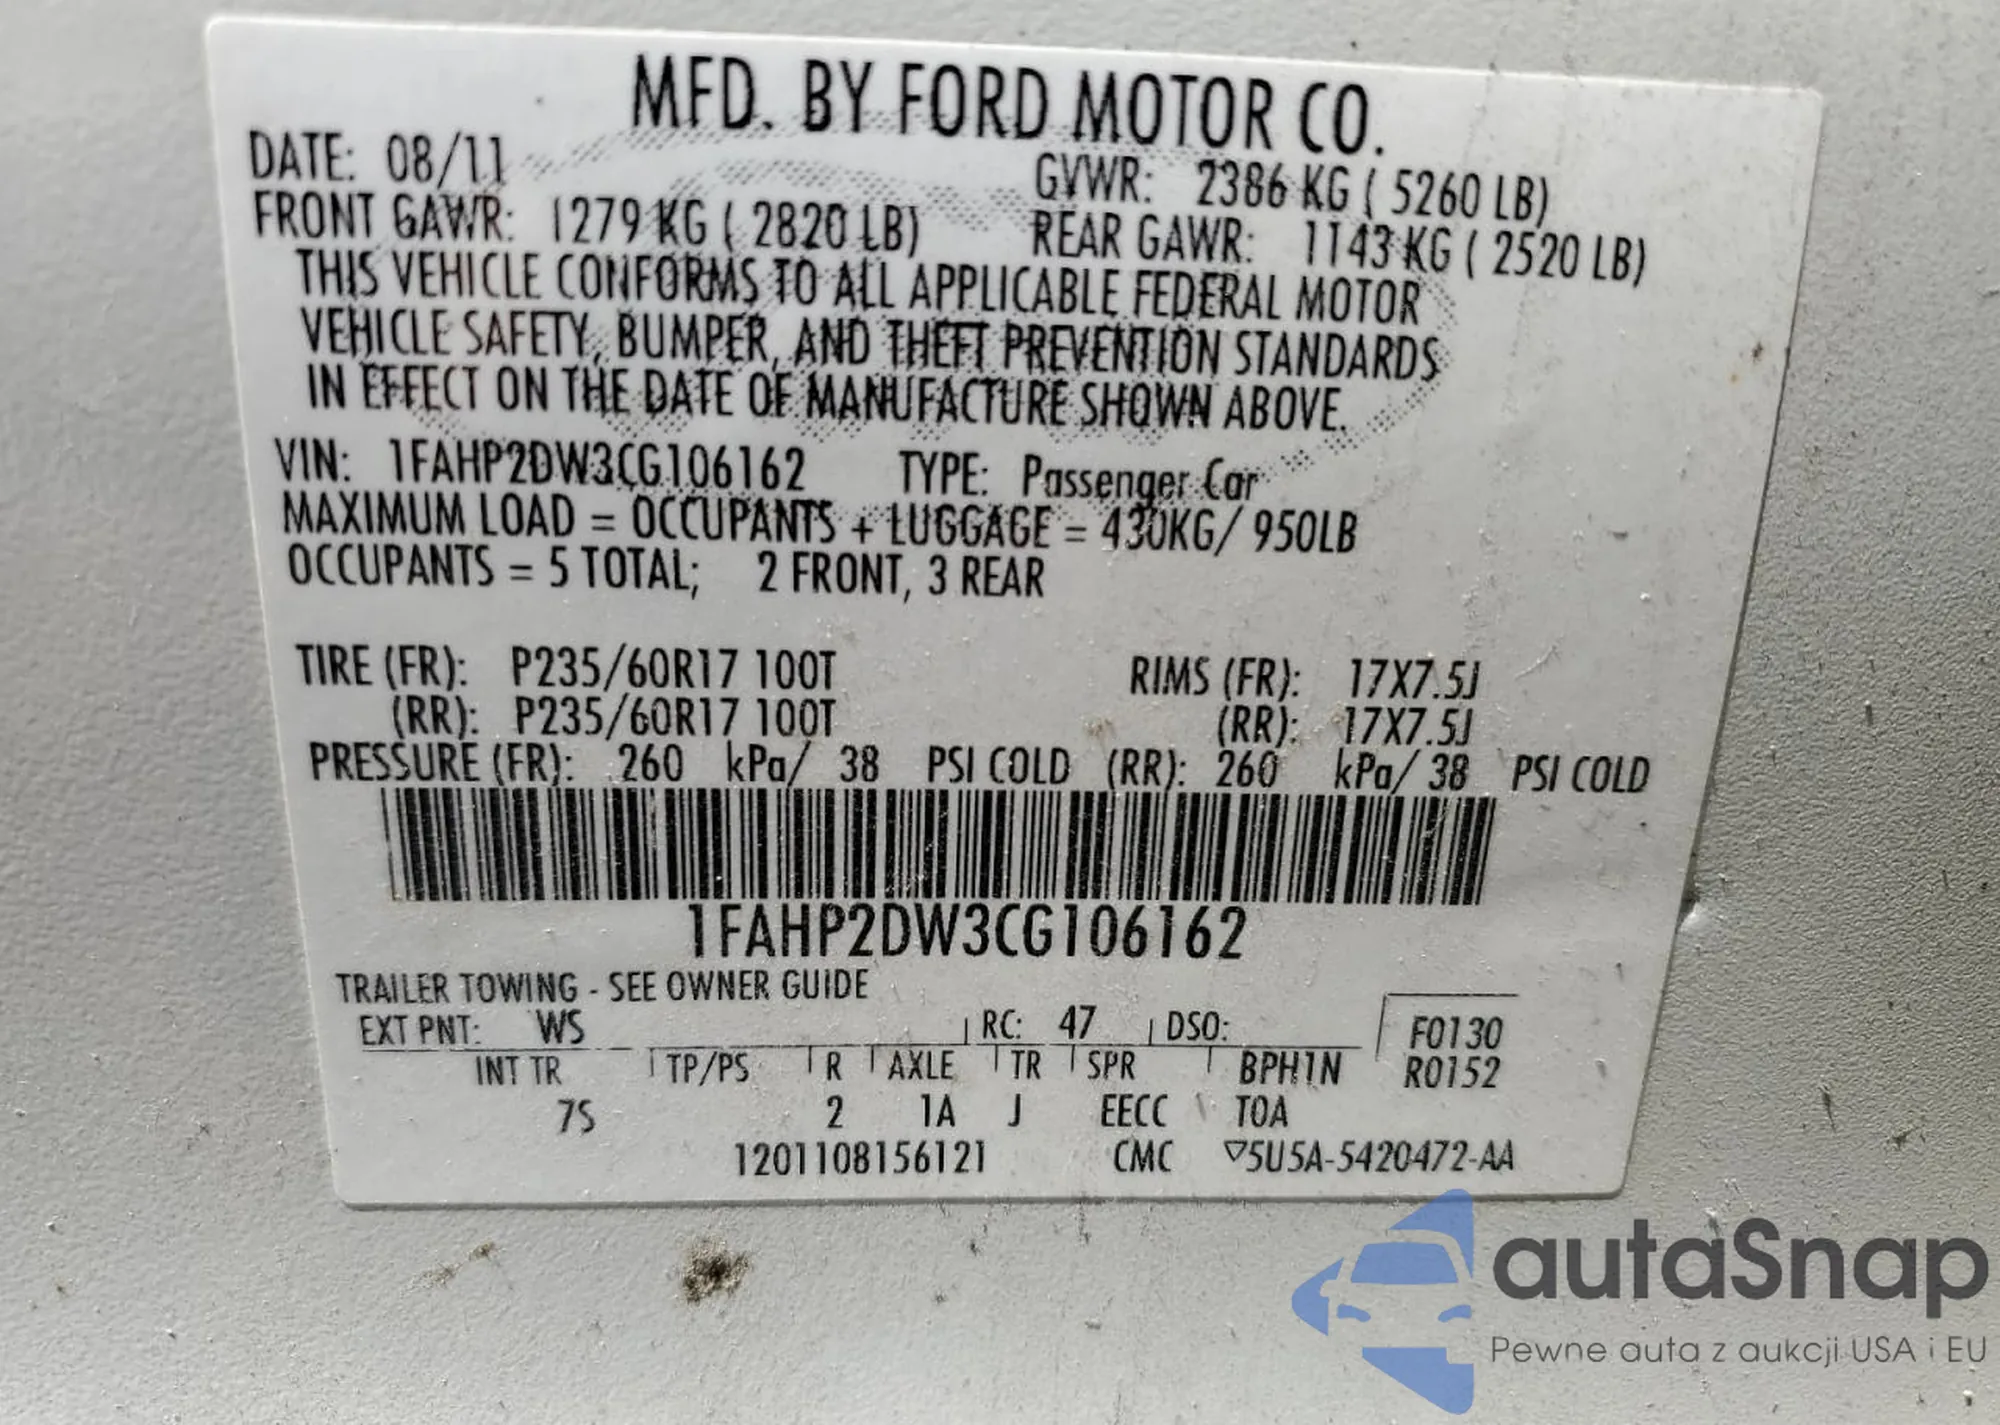 MFD. BY FORD MOTOR CO.
DATE: 08/11 GVWR: 2386 KG ( 5260 LB)
FRONT GAWR: 1279 KG ( 2820 LB) REAR GAWR: 1143 KG ( 2520 LB)
THIS VEHICLE CONFORMS TO ALL APPLICABLE FEDERAL MOTOR
VEHICLE SAFETY, BUMPER, AND THEFT PREVENTION STANDARDS
IN EFFECT ON THE DATE OF MANUFACTURE SHOWN ABOVE.
VIN: 1FAHP2DW3CG106162 TYPE: Passenger Car
MAXIMUM LOAD = OCCUPANTS + LUGGAGE = 430KG/ 950LB
OCCUPANTS = 5 TOTAL; 2 FRONT, 3 REAR
TIRE (FR): P235/60R17 100T RIMS (FR): 17X7.5J
(RR): P235/60R17 100T (RR): 17X7.5J
PRESSURE (FR): 260 kPa/ 38 PSI COLD (RR): 260 kPa/ 38 PSI COLD
1FAHP2DW3CG106162
TRAILER TOWING - SEE OWNER GUIDE
EXT PNT: WS RC: 47 DSO: F0130
INT TR TP/PS R AXLE TR SPR BPH1N R0152
7S 2 1A J EECC TOA
1201108156121 CMC ▽5U5A-5420472-AA
autaSnap
Pewne auta z aukcji USA i EU